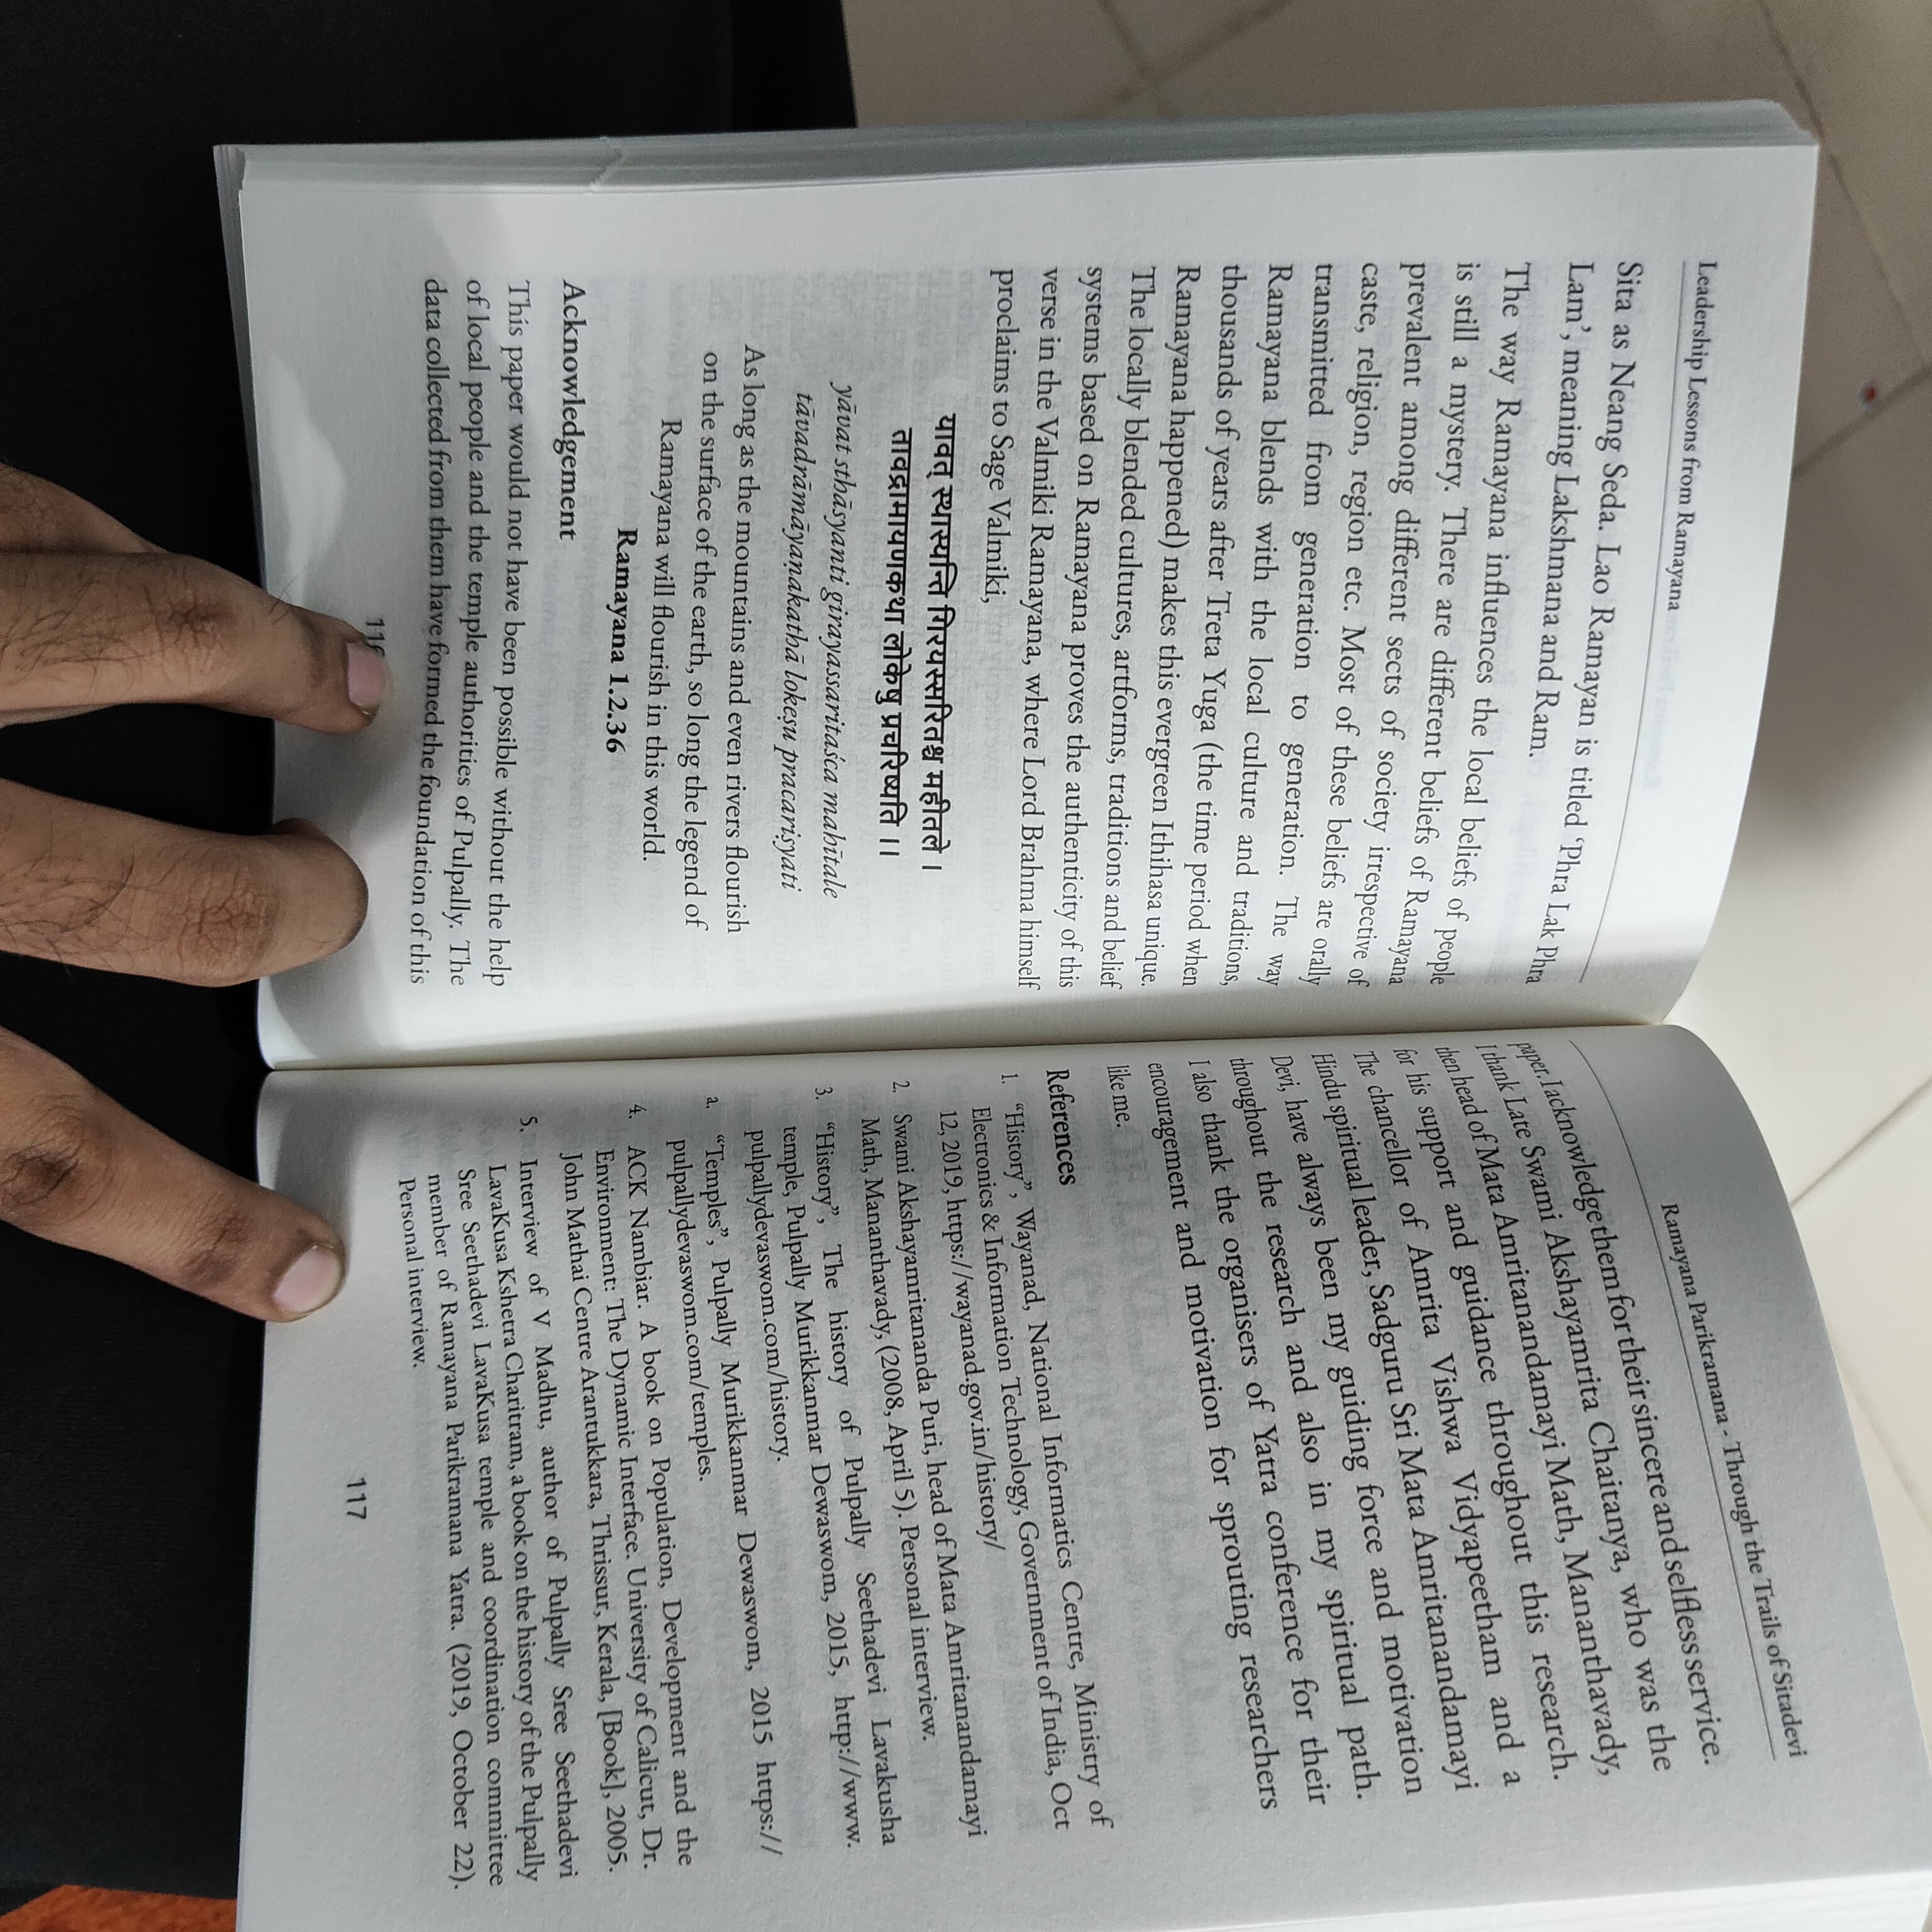 Leadership Lessons from Ramayana
Sita as Neang Seda. Lao Ramayan is titled ‘Phra Lak Phra
Lam’, meaning Lakshmana and Ram.
The way Ramayana influences the local beliefs of people
is still a mystery. There are different beliefs of Ramayana
prevalent among different sects of society irrespective of
caste, religion, region etc. Most of these beliefs are orally
transmitted from generation to generation. The way
Ramayana blends with the local culture and traditions,
thousands of years after Treta Yuga (the time period when
Ramayana happened) makes this evergreen Ithihasa unique.
The locally blended cultures, artforms, traditions and belief
systems based on Ramayana proves the authenticity of this
verse in the Valmiki Ramayana, where Lord Brahma himself
proclaims to Sage Valmiki,
यावत् स्थास्यन्ति गिरयस्सरितश्च महीतले ।
तावद्रामायणकथा लोकेषु प्रचरिष्यति ।।
yāvat sthāsyanti girayassaritaśca mahītale
tāvadrāmāyaṇakathā lokeṣu pracariṣyati
As long as the mountains and even rivers flourish
on the surface of the earth, so long the legend of
Ramayana will flourish in this world.
Ramayana 1.2.36
Acknowledgement
This paper would not have been possible without the help
of local people and the temple authorities of Pulpally. The
data collected from them have formed the foundation of this
Ramayana Parikramana - Through the Trails of Sitadevi
paper. I acknowledge them for their sincere and selfless service.
I thank Late Swami Akshayamrita Chaitanya, who was the
then head of Mata Amritanandamayi Math, Mananthavady,
for his support and guidance throughout this research.
The chancellor of Amrita Vishwa Vidyapeetham and a
Hindu spiritual leader, Sadguru Sri Mata Amritanandamayi
Devi, have always been my guiding force and motivation
throughout the research and also in my spiritual path.
I also thank the organisers of Yatra conference for their
encouragement and motivation for sprouting researchers
like me.
References
1. “History”, Wayanad, National Informatics Centre, Ministry of
Electronics & Information Technology, Government of India, Oct
12, 2019, https://wayanad.gov.in/history/
2. Swami Akshayamritananda Puri, head of Mata Amritanandamayi
Math, Mananthavady, (2008, April 5). Personal interview.
3. “History”, The history of Pulpally Seethadevi Lavakusha
temple, Pulpally Murikkanmar Dewaswom, 2015, http://www.
pulpallydevaswom.com/history.
a. “Temples”, Pulpally Murikkanmar Dewaswom, 2015 https://
pulpallydevaswom.com/temples.
4. ACK Nambiar. A book on Population, Development and the
Environment: The Dynamic Interface. University of Calicut, Dr.
John Mathai Centre Arantukkara, Thrissur, Kerala, [Book], 2005.
5. Interview of V Madhu, author of Pulpally Sree Seethadevi
LavaKusa Kshetra Charitram, a book on the history of the Pulpally
Sree Seethadevi LavaKusa temple and coordination committee
member of Ramayana Parikramana Yatra. (2019, October 22).
Personal interview.
117